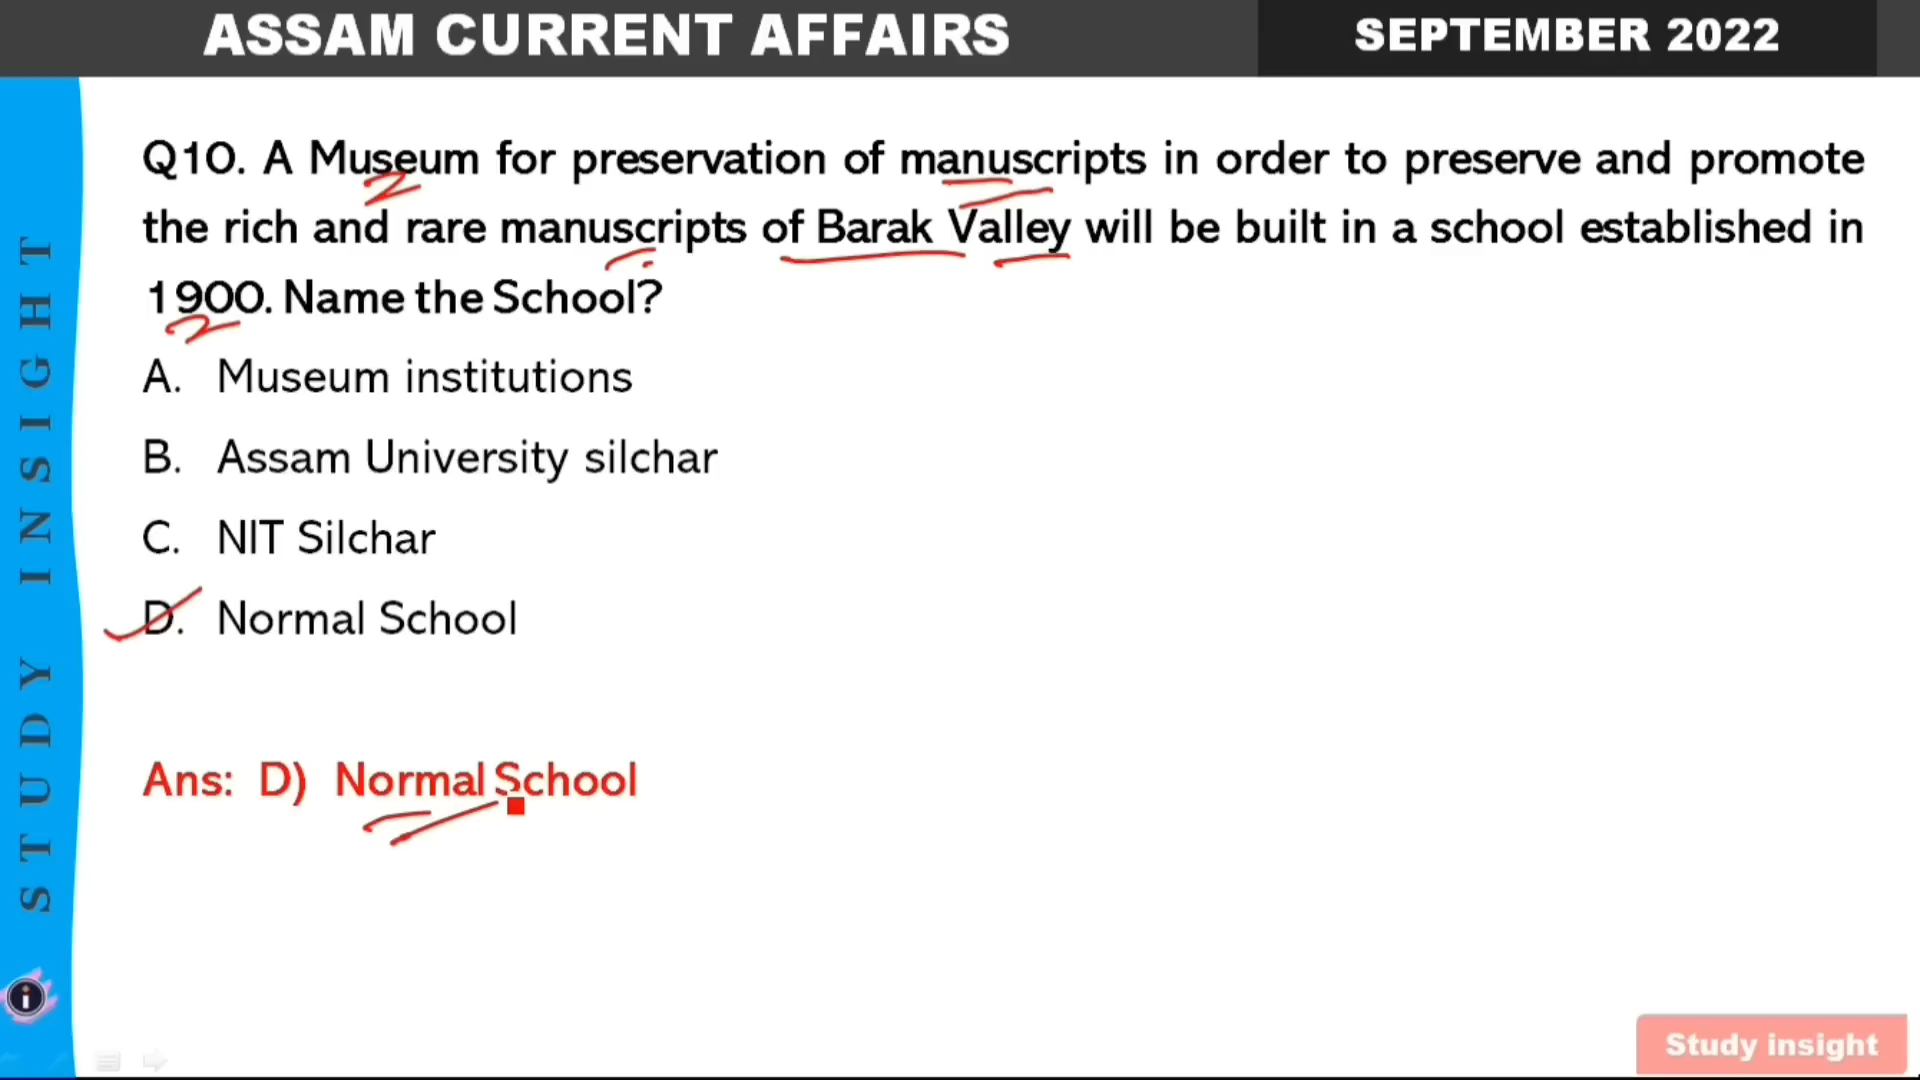 ASSAM CURRENT AFFAIRS
SEPTEMBER 2022
Q10. A Museum for preservation of manuscripts in order to preserve and promote
the rich and rare manuscripts of Barak Valley will be built in a school established in
1900. Name the School?
A. Museum institutions
B. Assam University silchar
C. NIT Silchar
D. Normal School
Ans: D) Normal School
STUDY INSIGHT
i
Study insight